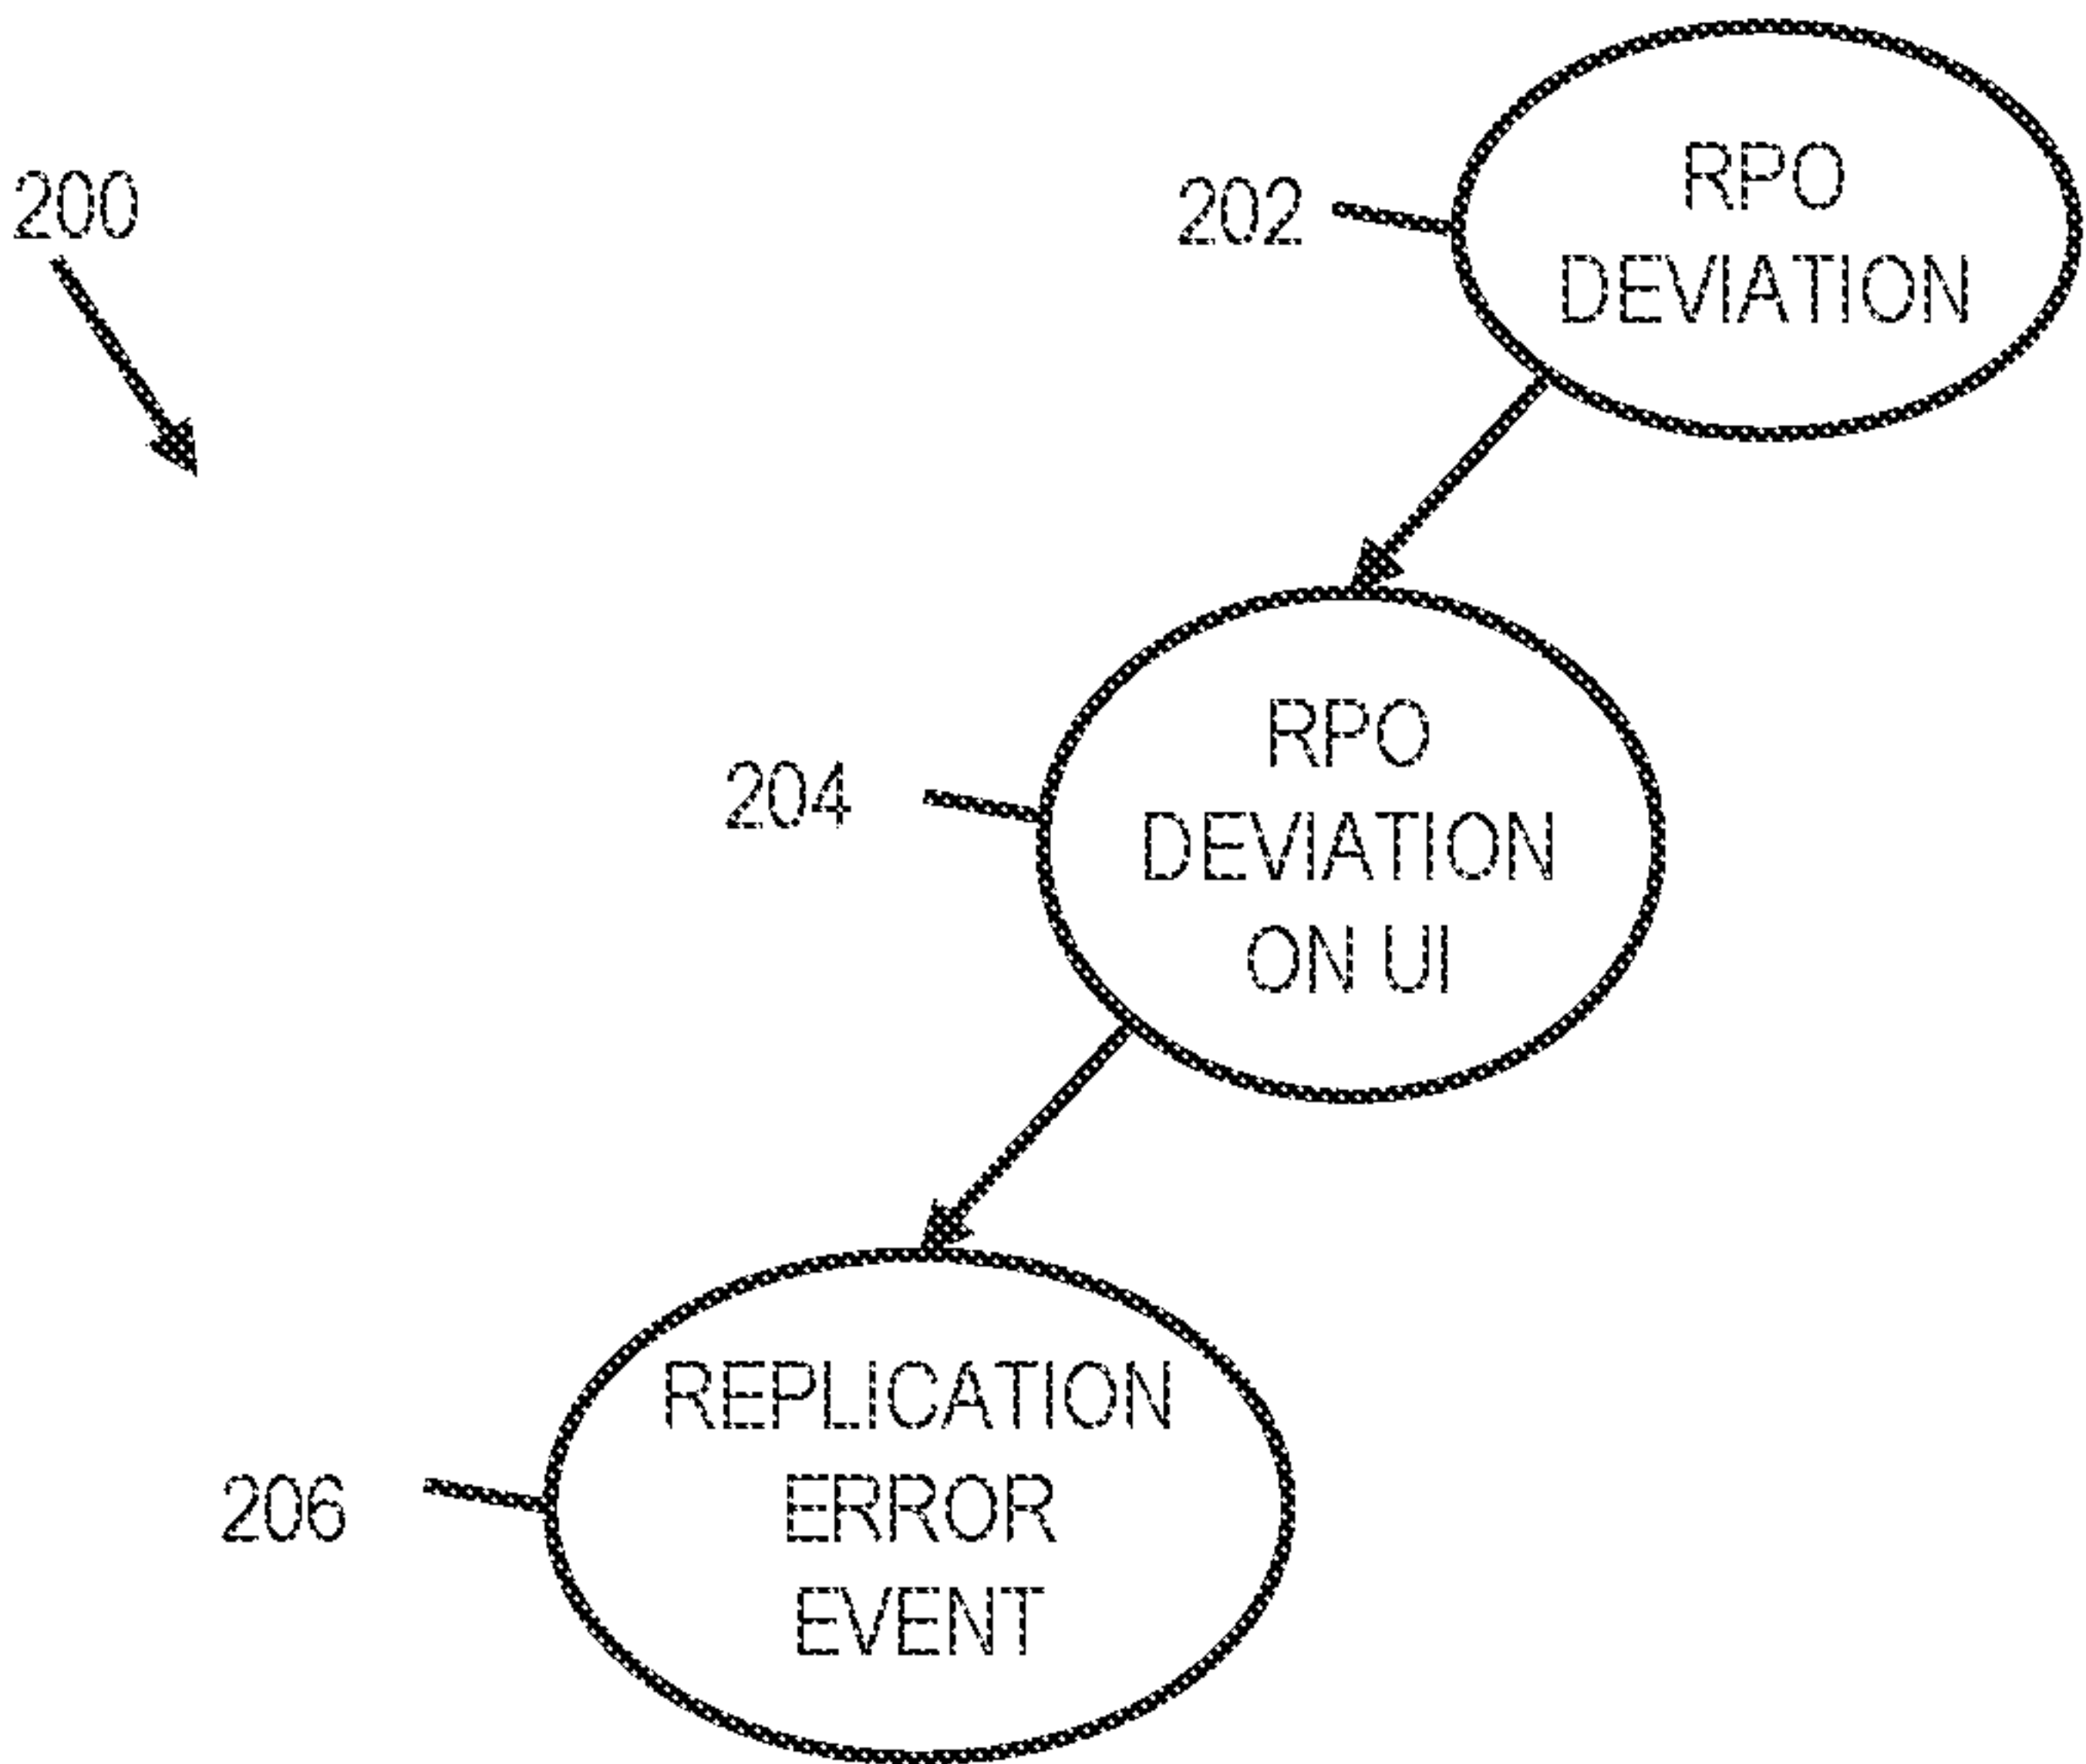 200
202
RPO
DEVIATION
204
RPO
DEVIATION
ON UI
206
REPLICATION
ERROR
EVENT